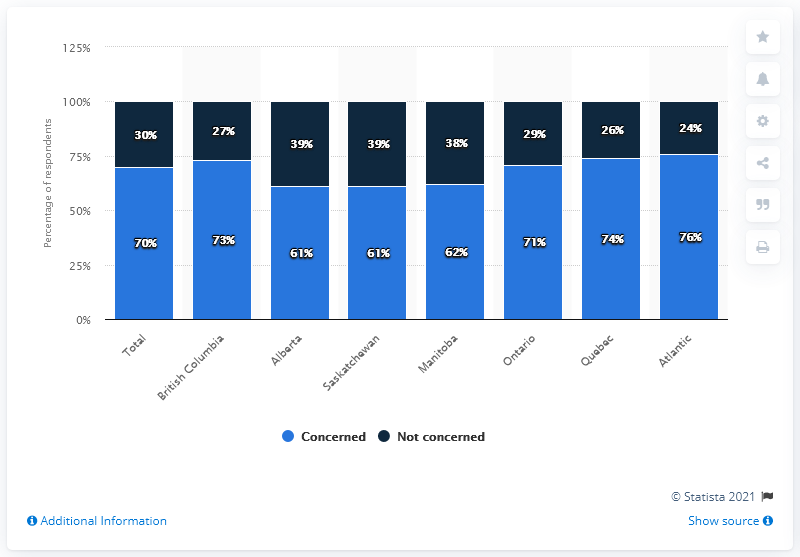 125%
100%
75%
50%
25%
0%
Percentage of respondents
30% 27% 39% 39% 38% 29% 26% 24%
70% 73% 61% 61% 62% 71% 74% 76%
Total
British Columbia
Alberta
Saskatchewan
Manitoba
Ontario
Quebec
Atlantic
Concerned Not concerned
© Statista 2021
Additional Information
Show source